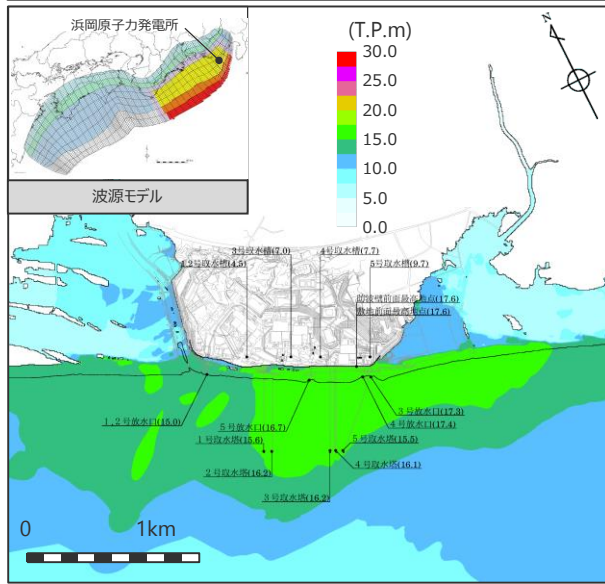 浜岡原子力発電所
波源モデル
(T.P.m)
30.0
25.0
20.0
15.0
10.0
5.0
0.0
N
3号取水槽(7.0)
4号取水槽(7.7)
1,2号取水槽(4.5)
5号取水槽(9.7)
防波壁前面最高地点(17.6)
敷地前面最高地点(17.6)
1,2号放水口(15.0)
5号放水口(16.7)
3号放水口(17.3)
4号放水口(17.4)
1号取水塔(15.6)
5号取水塔(15.5)
2号取水塔(16.2)
4号取水塔(16.1)
3号取水塔(16.2)
0
1km